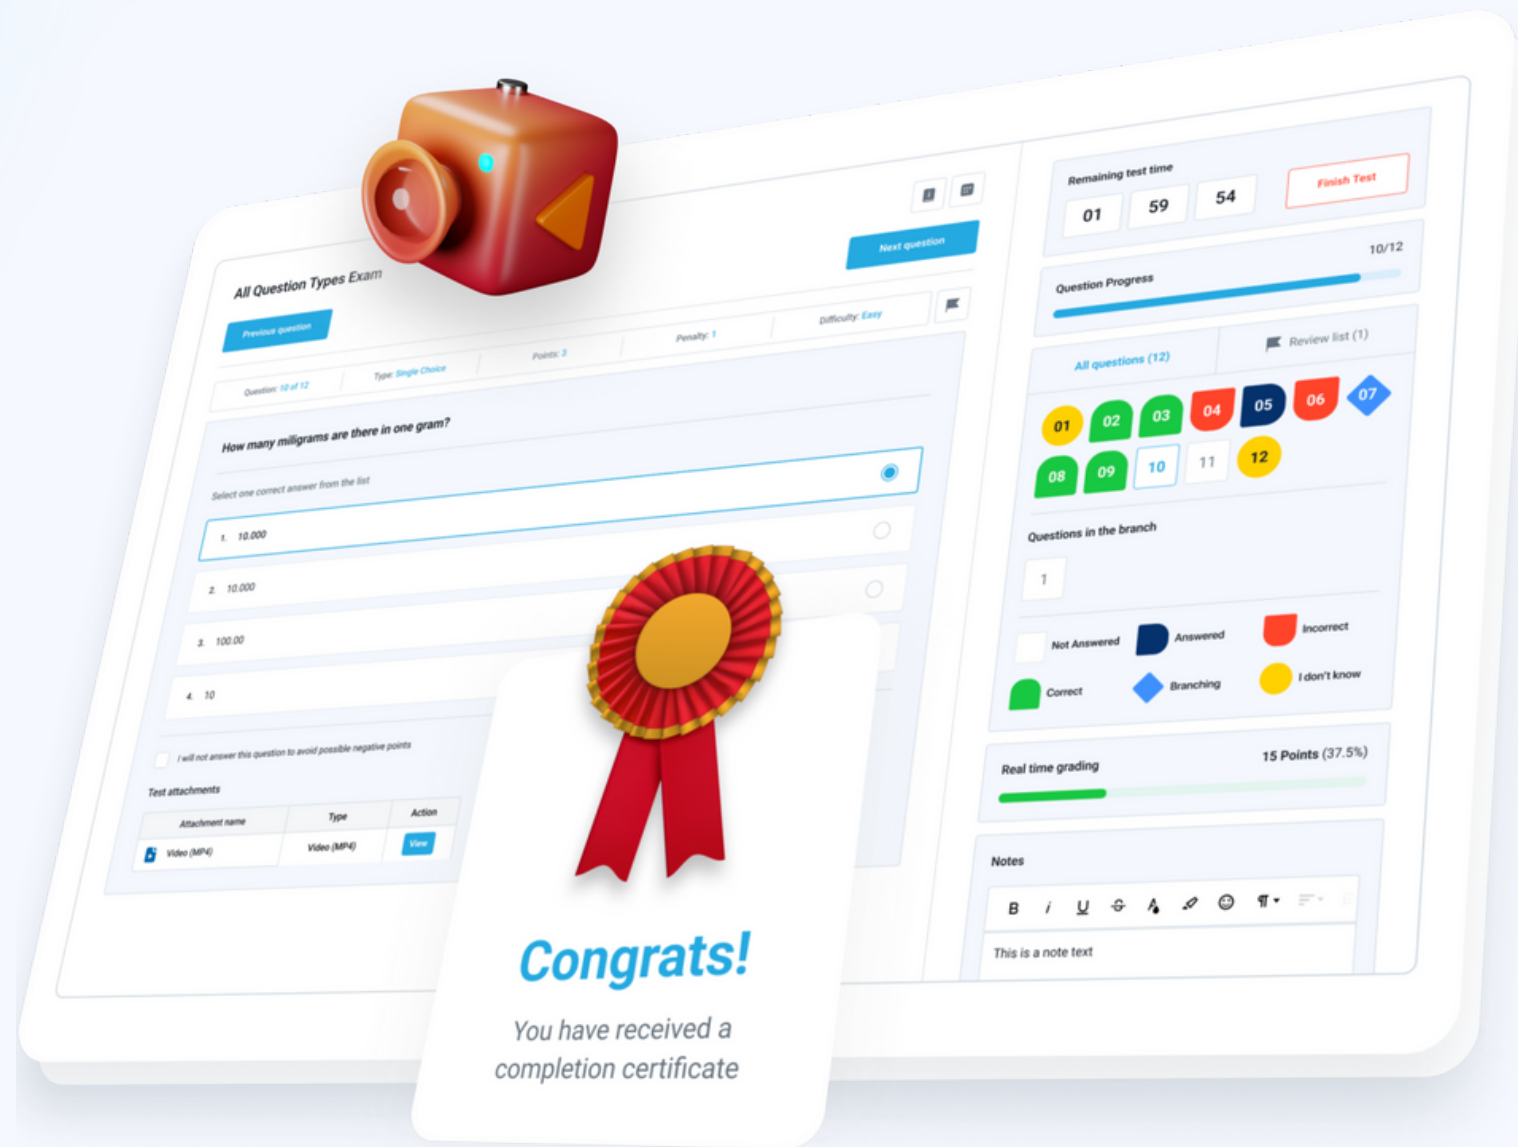 All Question Types Exam
Previous question
Next question
Question: 10 of 12
Type: Single Choice
Points: 3
Penalty: 1
Difficulty: Easy
How many miligrams are there in one gram?
Select one correct answer from the list
1. 10.000
2. 10.000
3. 100.00
4. 10
I will not answer this question to avoid possible negative points
Test attachments
Attachment name Type Action
Video (MP4) Video (MP4) View
Congrats!
You have received a
completion certificate
Remaining test time
01 59 54
Finish Test
Question Progress
10/12
All questions (12)
Review list (1)
01 02 03 04 05 06 07
08 09 10 11 12
Questions in the branch
1
Not Answered Answered Incorrect
Correct Branching I don't know
Real time grading
15 Points (37.5%)
Notes
B i U S A
This is a note text